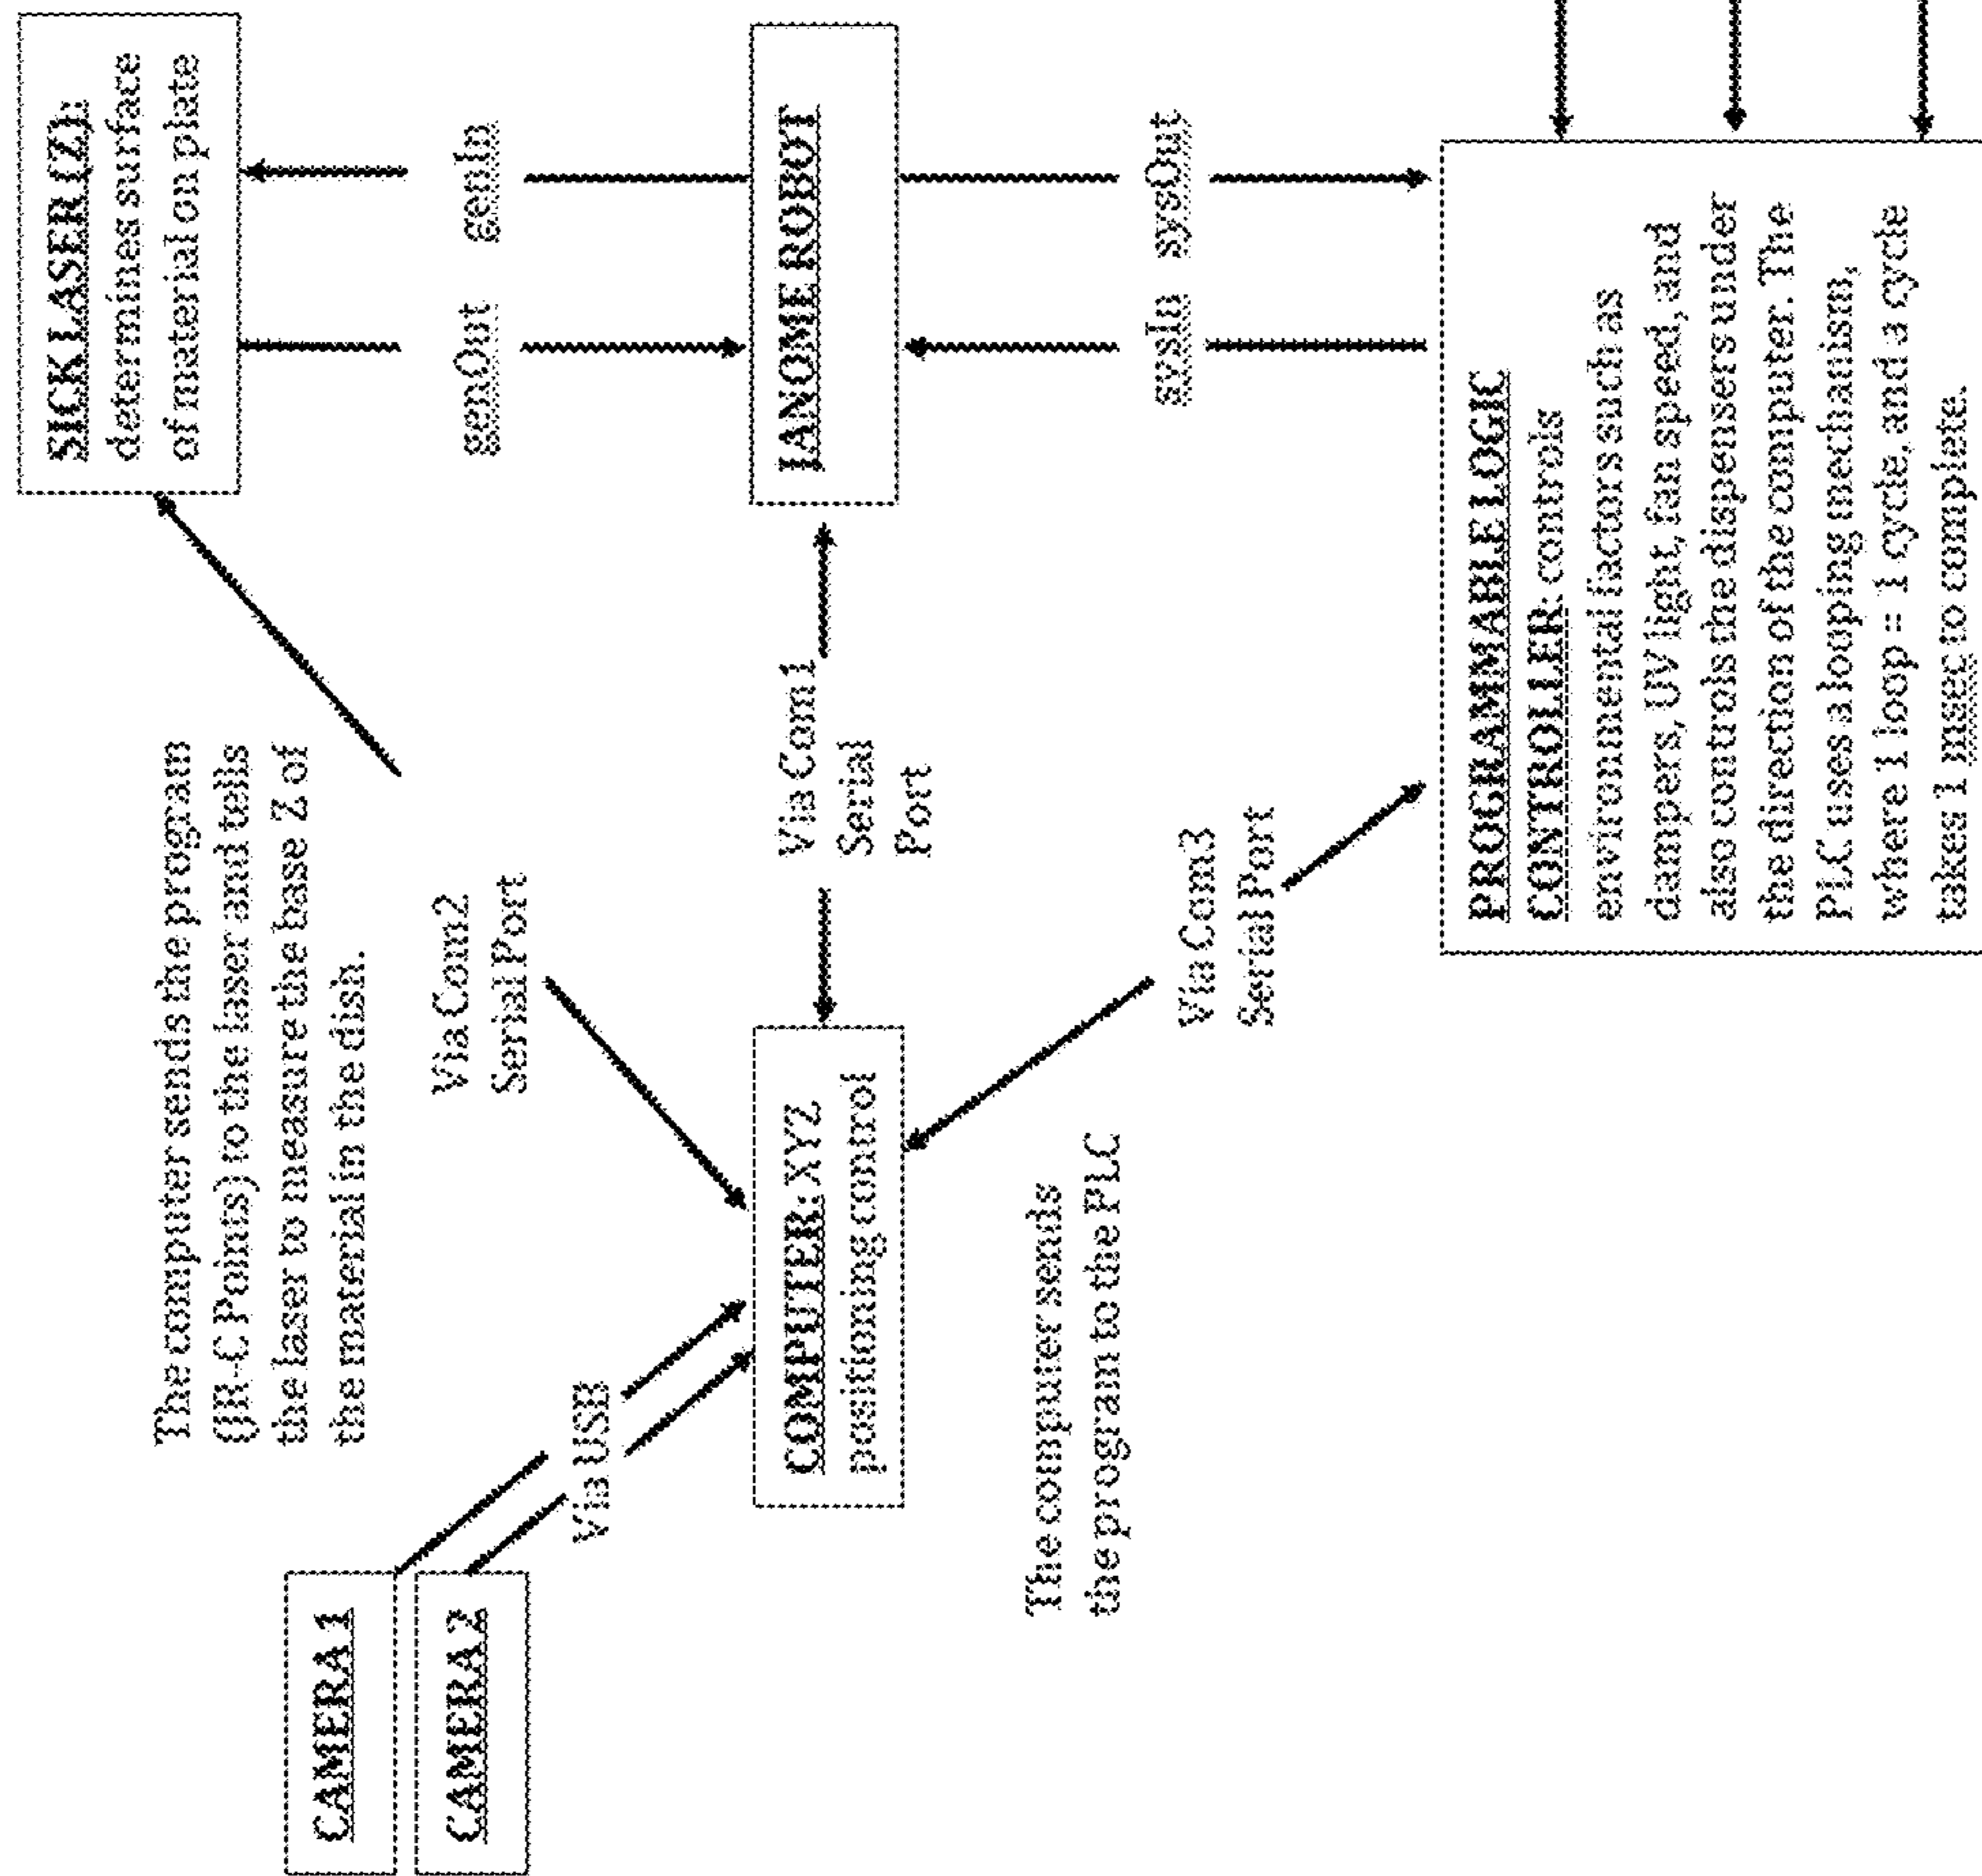 CAMERA 1
CAMERA 2
Via USB
The computer sends the program
(JR-C Points) to the laser and tells
the laser to measure the base Z of
the material in the dish.
Via Com2
Serial Port
SICK LASER (Z):
determines surface
of material on plate
genOut genIn
COMPUTER: XYZ
positioning control
Via Com1
Serial
Port
JANOME ROBOT
The computer sends
the program to the PLC
Via Com3
Serial Port
sysIn sysOut
PROGRAMMABLE LOGIC
CONTROLLER: controls
environmental factors such as
dampers, UV light, fan speed, and
also controls the dispensers under
the direction of the computer. The
PLC uses a looping mechanism,
where 1 loop = 1 cycle, and a cycle
takes 1 msec to complete.